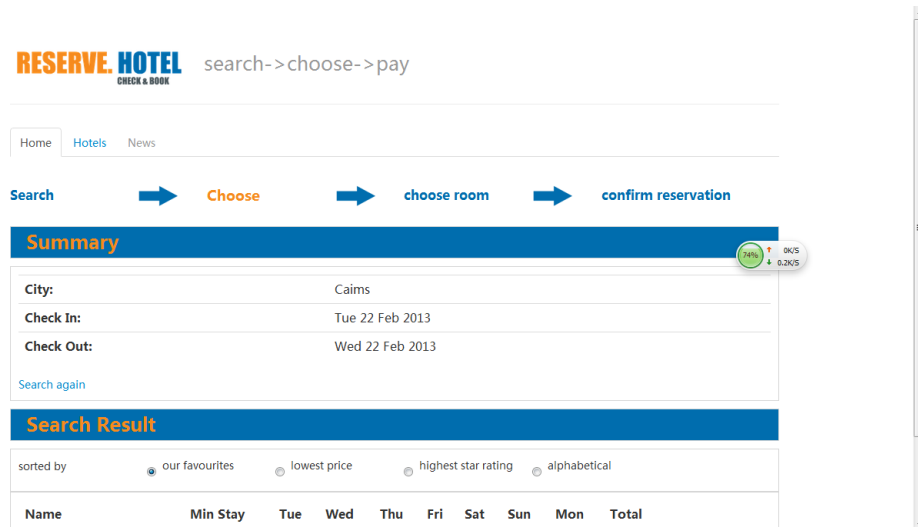 RESERVE. HOTEL search->choose->pay
CHECK & BOOK
Home Hotels News
Search Choose choose room confirm reservation
Summary
74% 0K/S
0.2K/S
City: Caims
Check In: Tue 22 Feb 2013
Check Out: Wed 22 Feb 2013
Search again
Search Result
sorted by our favourites lowest price highest star rating alphabetical
Name Min Stay Tue Wed Thu Fri Sat Sun Mon Total